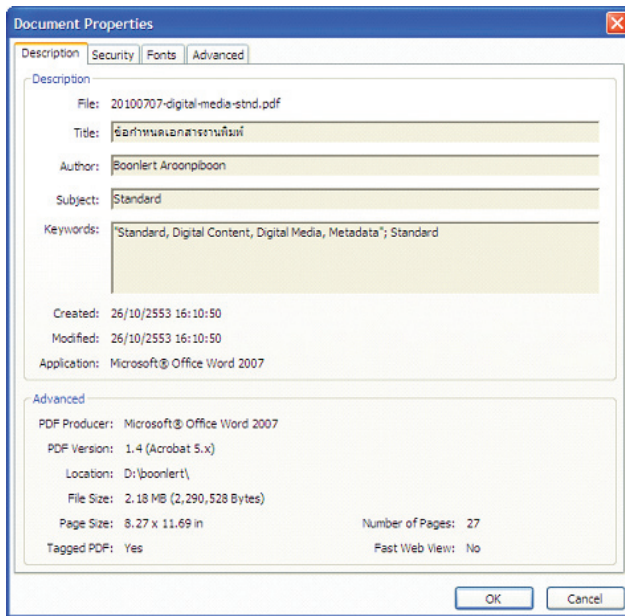 Document Properties
Description Security Fonts Advanced
Description
File: 20100707-digital-media-stnd.pdf
Title: ข้อกำหนดเอกสารงานพิมพ์
Author: Boonlert Aroonpiboon
Subject: Standard
Keywords: "Standard, Digital Content, Digital Media, Metadata"; Standard
Created: 26/10/2553 16:10:50
Modified: 26/10/2553 16:10:50
Application: Microsoft® Office Word 2007
Advanced
PDF Producer: Microsoft® Office Word 2007
PDF Version: 1.4 (Acrobat 5.x)
Location: D:\boonlert\
File Size: 2.18 MB (2,290,528 Bytes)
Page Size: 8.27 x 11.69 in Number of Pages: 27
Tagged PDF: Yes Fast Web View: No
OK Cancel